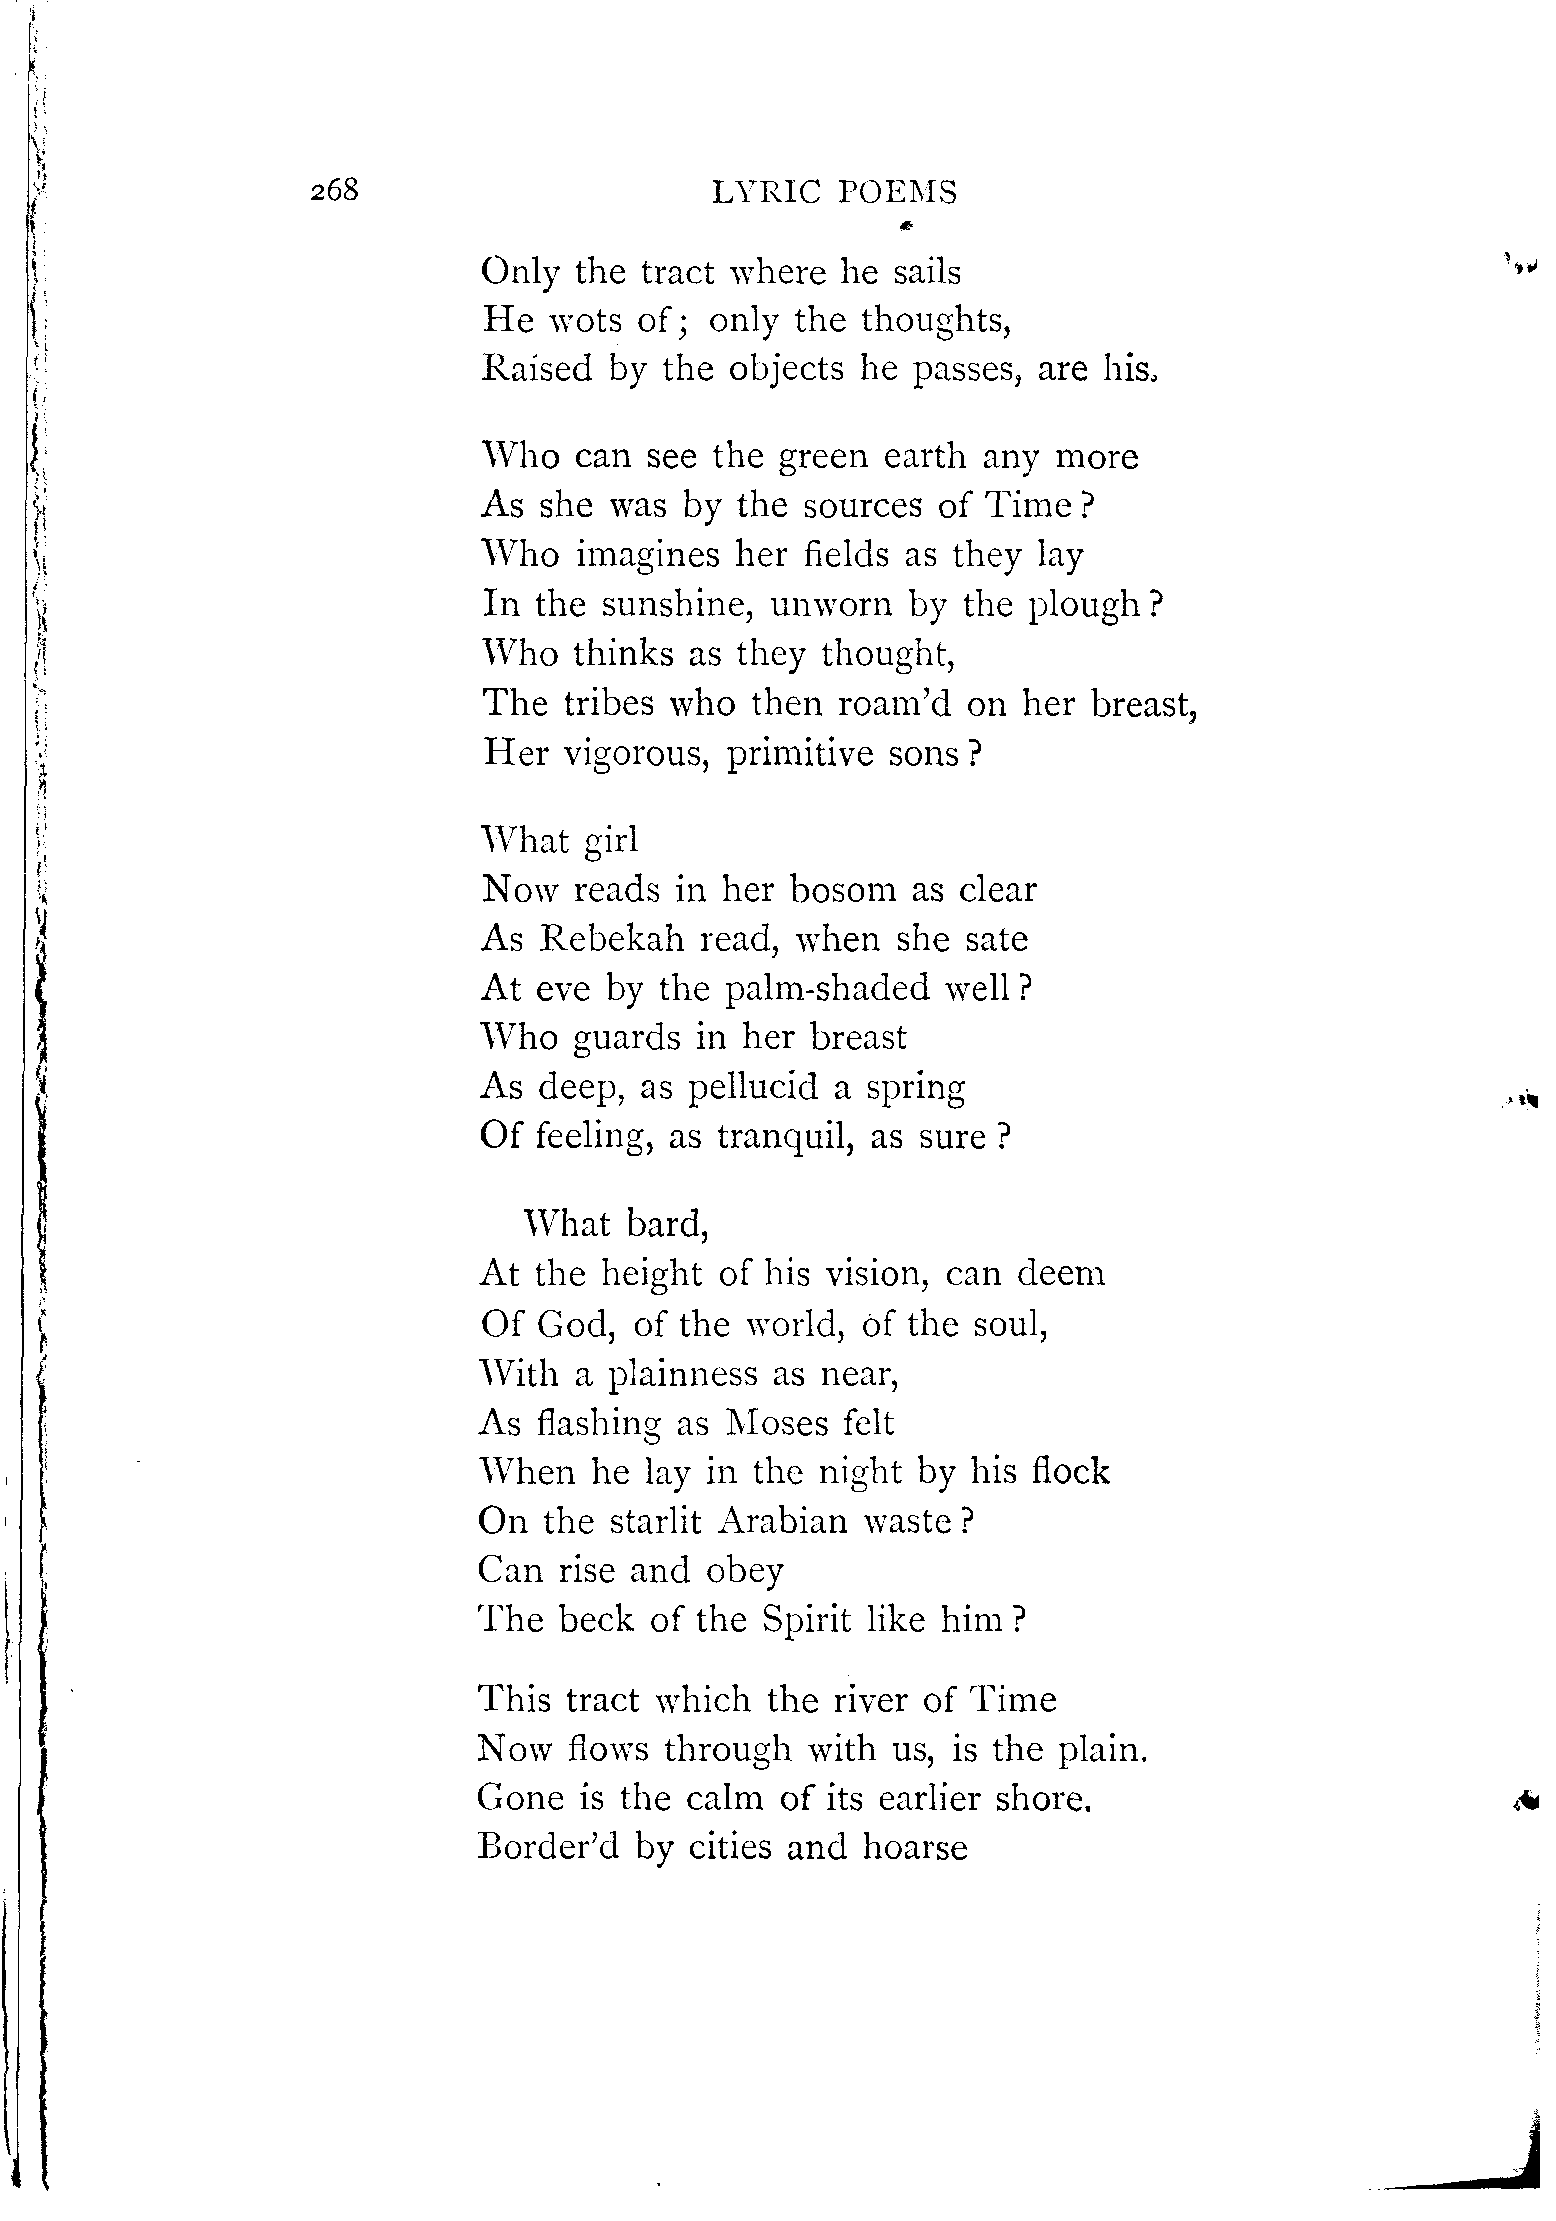 268 LYRIC POEMS
Only the tract where he sails
He wots of; only the thoughts,
Raised by the objects he passes, are his.
Who can see the green earth any more
As she was by the sources of Time?
Who imagines her fields as they lay
In the sunshine, unworn by the plough?
Who thinks as they thought,
The tribes who then roam'd on her breast,
Her vigorous, primitive sons?
What girl
Now reads in her bosom as clear
As Rebekah read, when she sate
At eve by the palm-shaded well?
Who guards in her breast
As deep, as pellucid a spring
Of feeling, as tranquil, as sure?
What bard,
At the height of his vision, can deem
Of God, of the world, of the soul,
With a plainness as near,
As flashing as Moses felt
When he lay in the night by his flock
On the starlit Arabian waste?
Can rise and obey
The beck of the Spirit like him?
This tract which the river of Time
Now flows through with us, is the plain.
Gone is the calm of its earlier shore.
Border'd by cities and hoarse